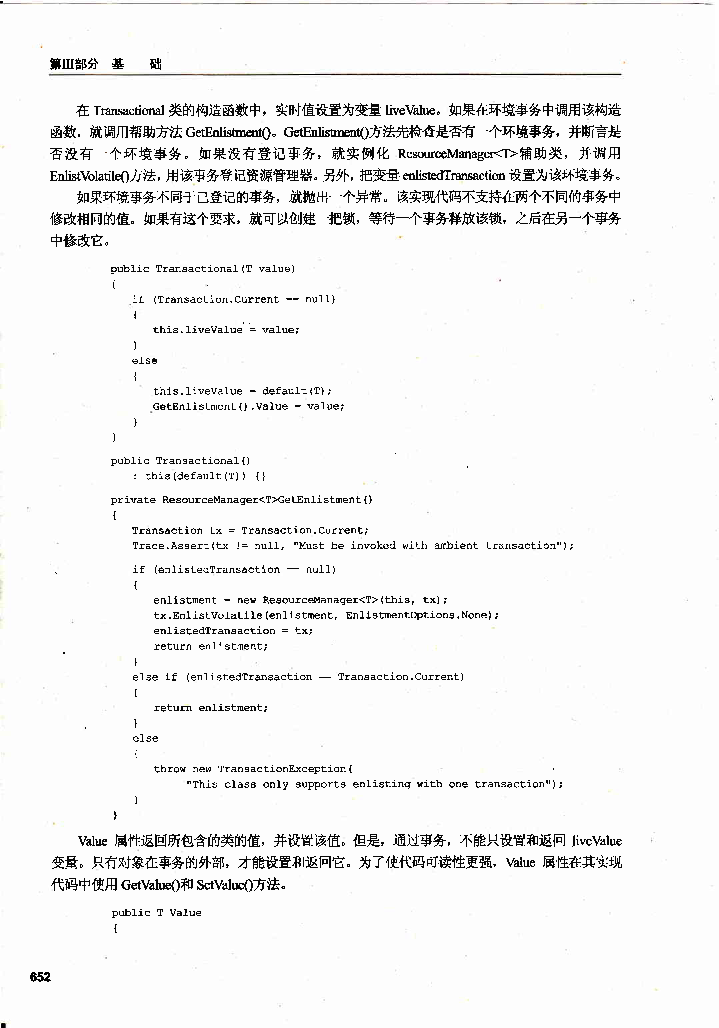 第III部分 基 础
在 Transactional 类的构造函数中，实时值设置为变量 liveValue。如果在环境事务中调用该构造
函数，就调用帮助方法 GetEnlistment()。GetEnlistment()方法先检查是否有一个环境事务，并断言是
否没有一个环境事务。如果没有登记事务，就实例化 ResourceManager<T>辅助类，并调用
EnlistVolatile()方法，用该事务登记资源管理器。另外，把变量 enlistedTransaction 设置为该环境事务。
如果环境事务不同于已登记的事务，就抛出一个异常。该实现代码不支持在两个不同的事务中
修改相同的值。如果有这个要求，就可以创建一把锁，等待一个事务释放该锁，之后在另一个事务
中修改它。
public Transactional(T value)
{
if (Transaction.Current == null)
{
this.liveValue = value;
}
else
{
this.liveValue = default(T);
GetEnlistment().Value = value;
}
}
public Transactional()
: this(default(T)) {}
private ResourceManager<T>GetEnlistment()
{
Transaction tx = Transaction.Current;
Trace.Assert(tx != null, "Must be invoked with ambient transaction");
if (enlistedTransaction == null)
{
enlistment = new ResourceManager<T>(this, tx);
tx.EnlistVolatile(enlistment, EnlistmentOptions.None);
enlistedTransaction = tx;
return enlistment;
}
else if (enlistedTransaction == Transaction.Current)
{
return enlistment;
}
else
{
throw new TransactionException(
"This class only supports enlisting with one transaction");
}
}
Value 属性返回所包含的类的值，并设置该值。但是，通过事务，不能只设置和返回 liveValue
变量。只有对象在事务的外部，才能设置和返回它。为了使代码可读性更强，Value 属性在其实现
代码中使用 GetValue()和 SetValue()方法。
public T Value
{
652